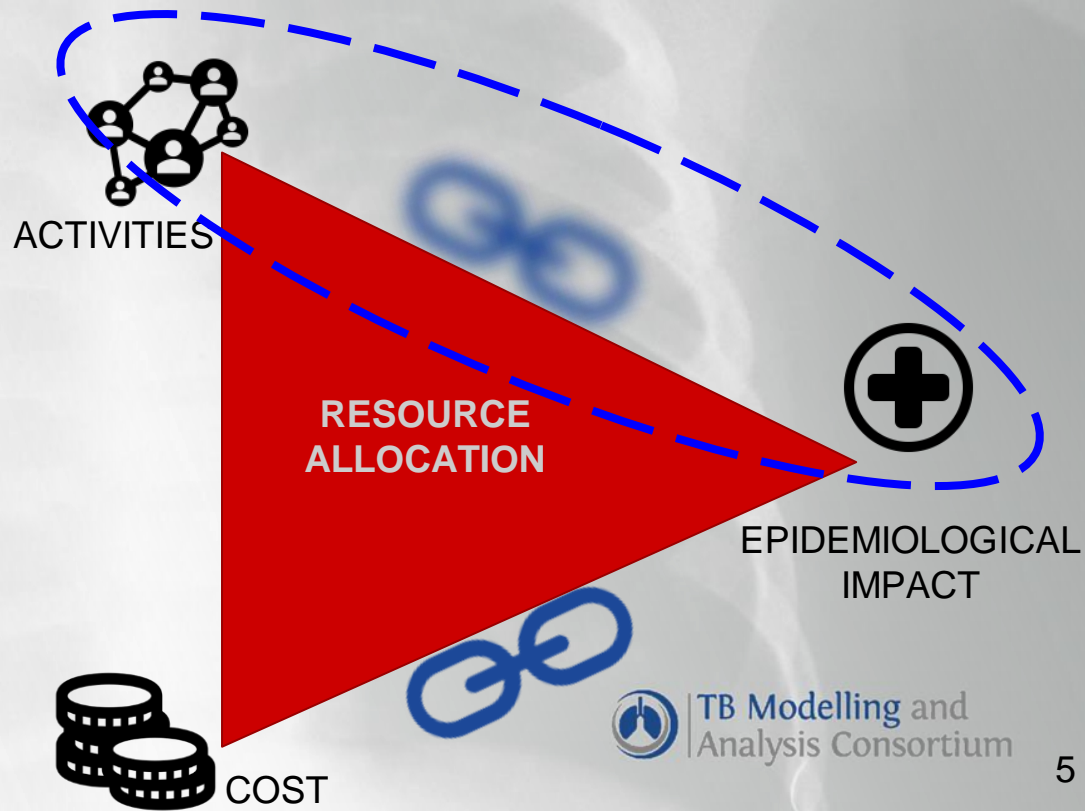 ACTIVITIES
RESOURCE
ALLOCATION
EPIDEMIOLOGICAL
IMPACT
COST
TB Modelling and
Analysis Consortium
5